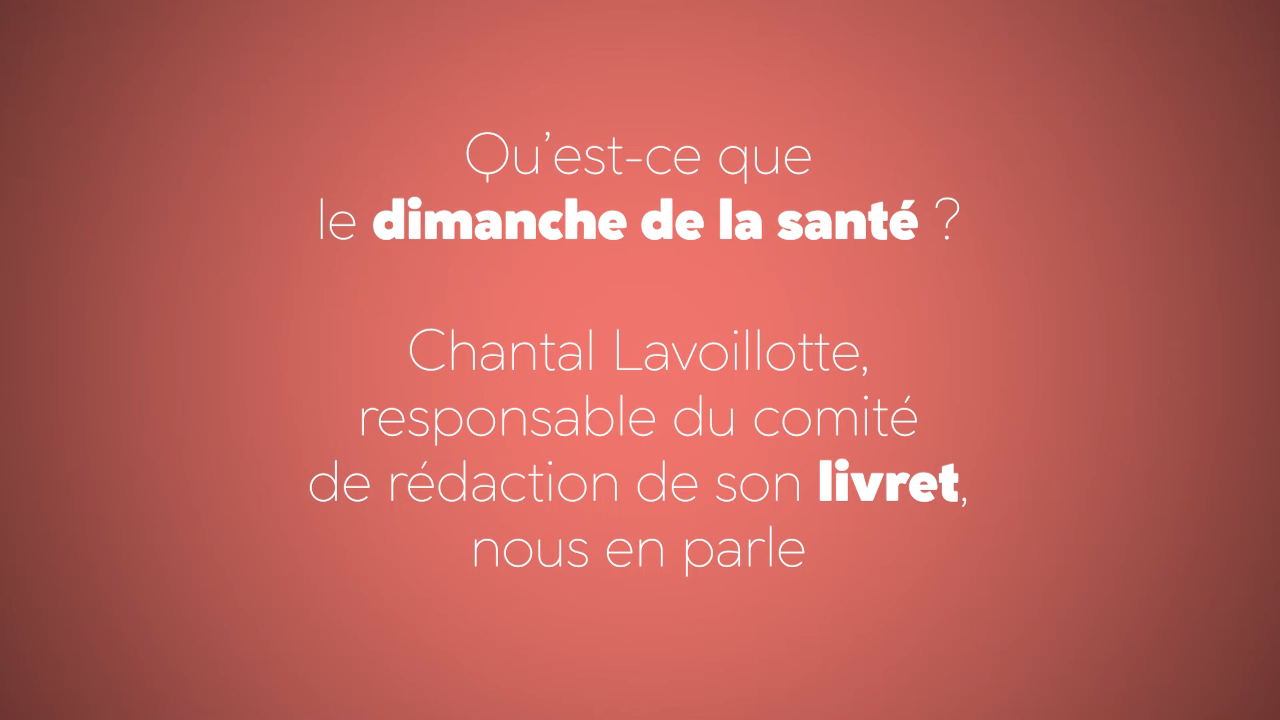 Qu’est-ce que
le dimanche de la santé ?
Chantal Lavoillotte,
responsable du comité
de rédaction de son livret,
nous en parle